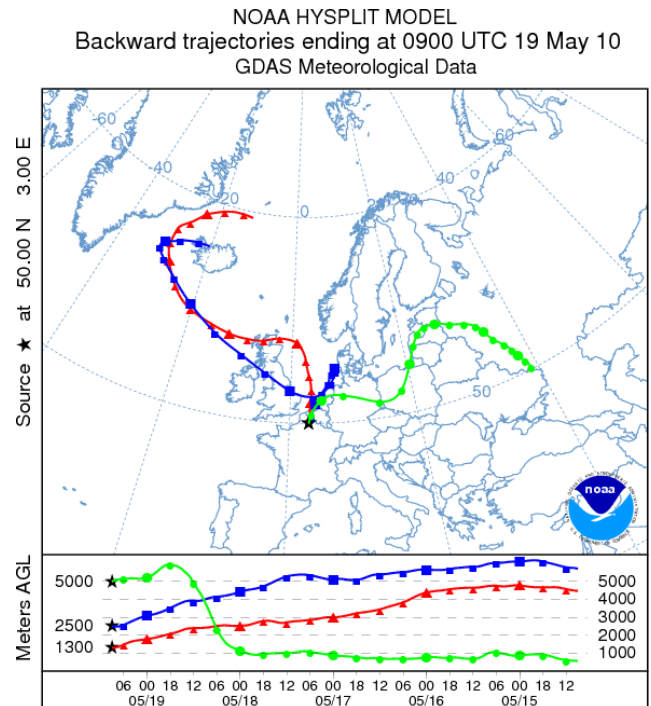 NOAA HYSPLIT MODEL
Backward trajectories ending at 0900 UTC 19 May 10
GDAS Meteorological Data
Source ★ at 50.00 N 3.00 E
-60
-40
-20
0
20
40
60
50
noaa
Meters AGL
5000
2500
1300
5000
4000
3000
2000
1000
06 00 18 12 06 00 18 12 06 00 18 12 06 00 18 12 06 00 18 12
05/19 05/18 05/17 05/16 05/15